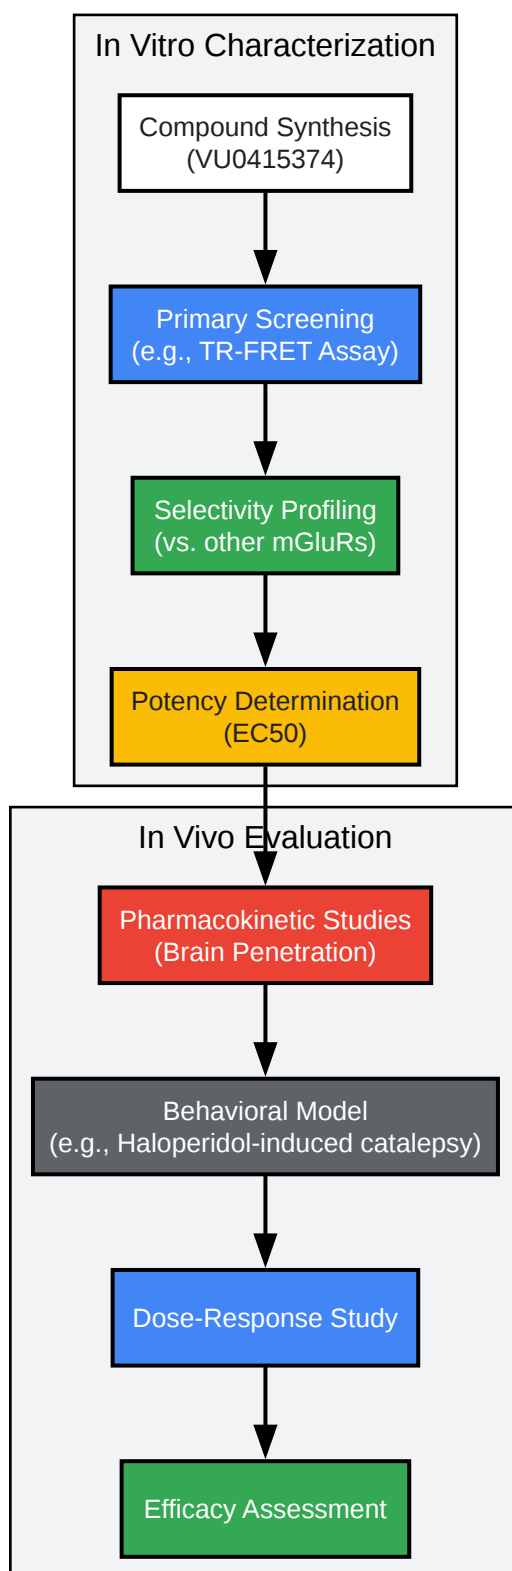 In Vitro Characterization
Compound Synthesis
(VU0415374)
Primary Screening
(e.g., TR-FRET Assay)
Selectivity Profiling
(vs. other mGluRs)
Potency Determination
(EC50)
In Vivo Evaluation
Pharmacokinetic Studies
(Brain Penetration)
Behavioral Model
(e.g., Haloperidol-induced catalepsy)
Dose-Response Study
Efficacy Assessment